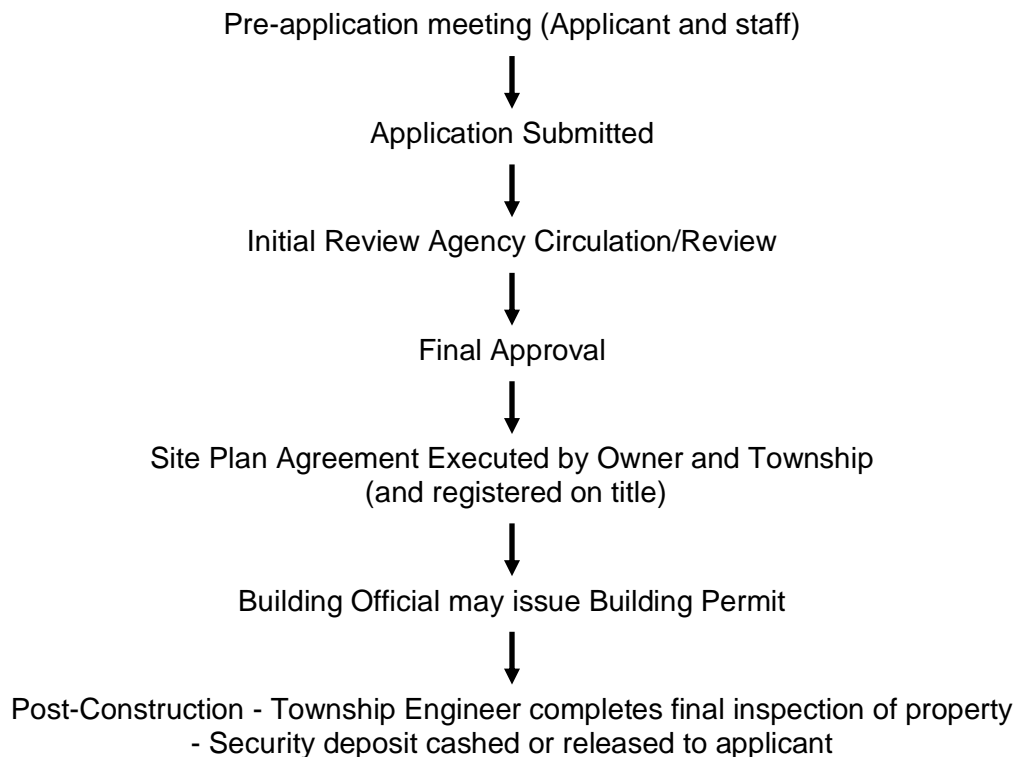 Pre-application meeting (Applicant and staff)
Application Submitted
Initial Review Agency Circulation/Review
Final Approval
Site Plan Agreement Executed by Owner and Township
(and registered on title)
Building Official may issue Building Permit
Post-Construction - Township Engineer completes final inspection of property
- Security deposit cashed or released to applicant